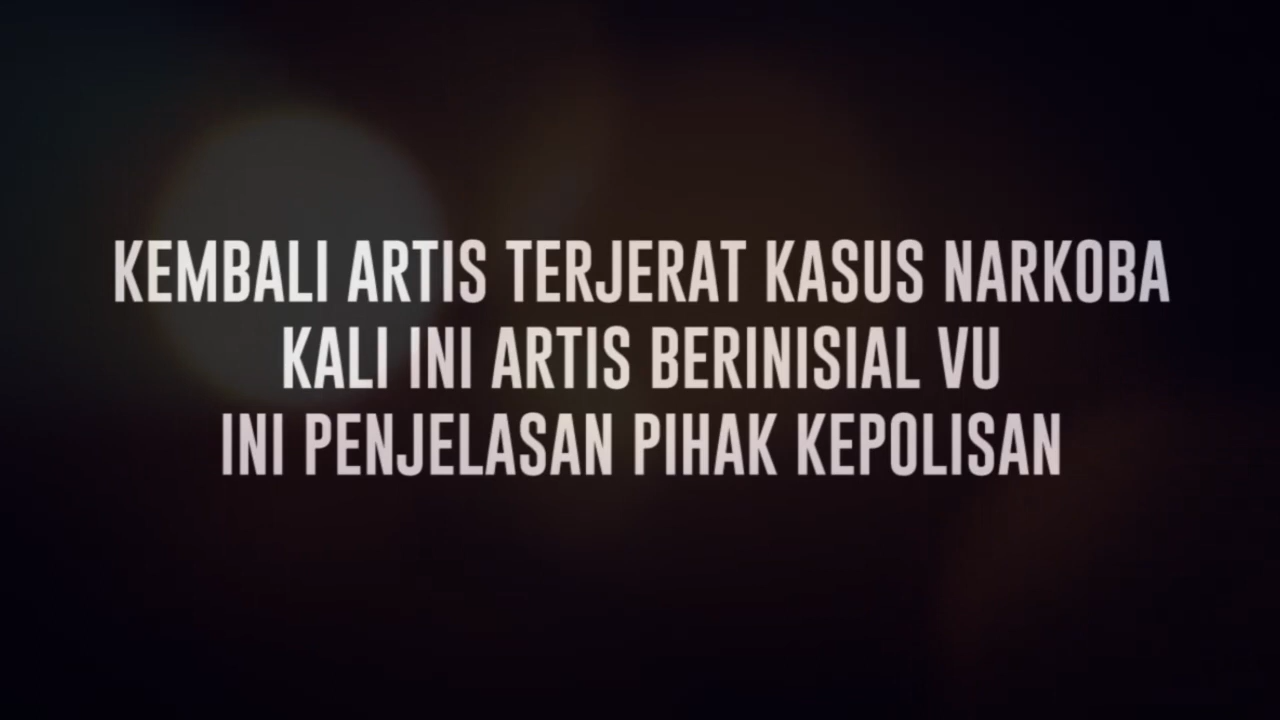 KEMBALI ARTIS TERJERAT KASUS NARKOBA
KALI INI ARTIS BERINISIAL VU
INI PENJELASAN PIHAK KEPOLISAN